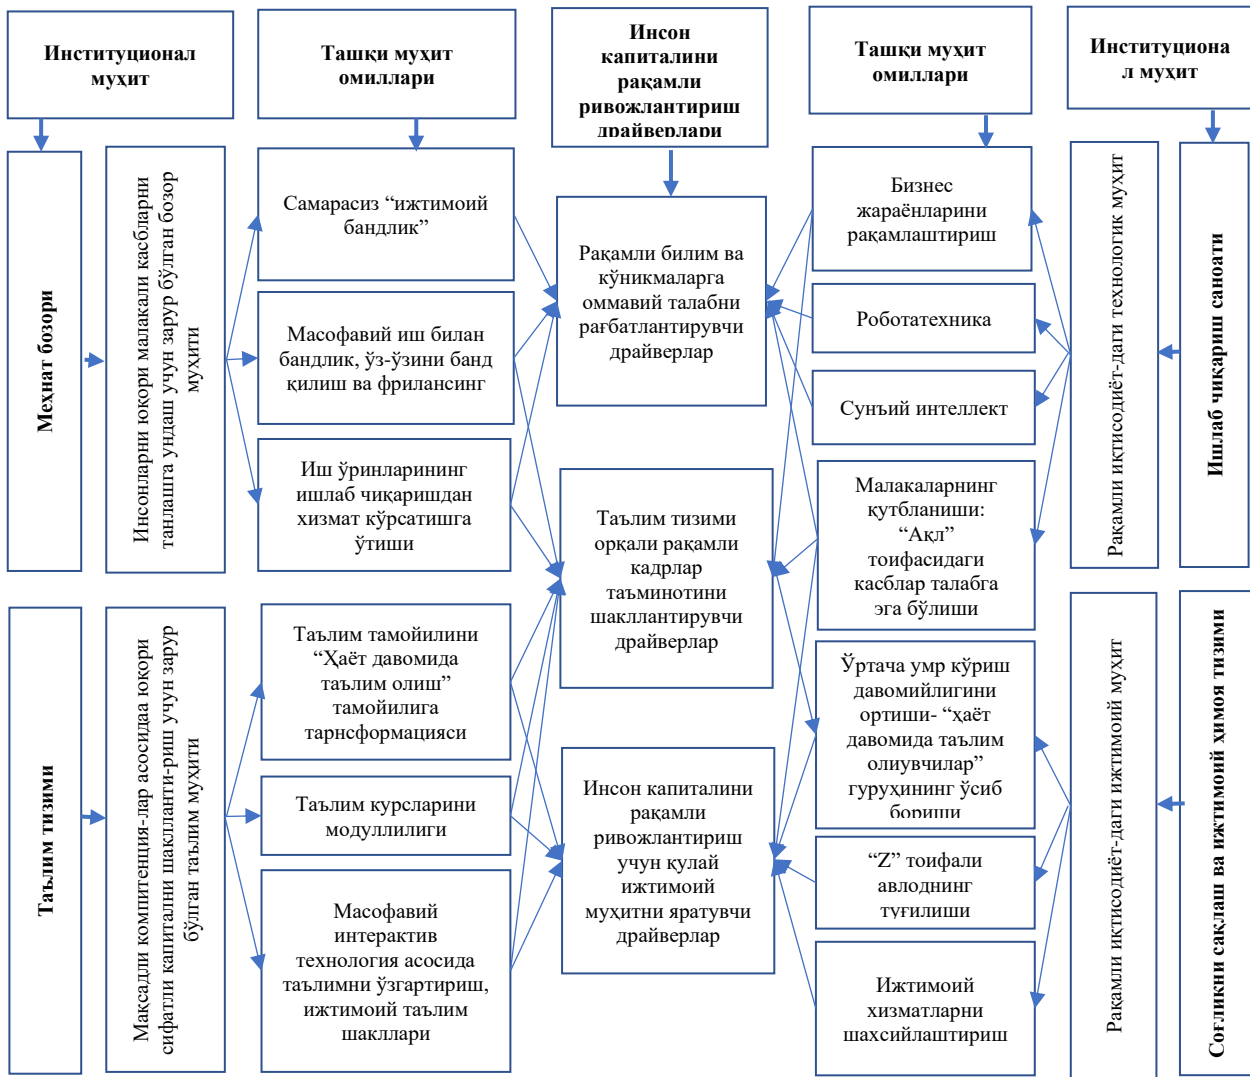 Институционал
муҳит
Ташқи муҳит
омиллари
Инсон
капиталини
рақамли
ривожлантириш
драйверлари
Ташқи муҳит
омиллари
Институциона
л муҳит
Меҳнат бозори
Инсонларни юқори малакали касбларни
танлашга ундаш учун зарур бўлган бозор
муҳити
Самарасиз “ижтимоий
бандлик”
Масофавий иш билан
бандлик, ўз-ўзини банд
қилиш ва фрилансинг
Иш ўринларининг
ишлаб чиқаришдан
хизмат кўрсатишга
ўтиши
Рақамли билим ва
кўникмаларга
оммавий талабни
рағбатлантирувчи
драйверлар
Таълим тизими
орқали рақамли
кадрлар
таъминотини
шакллантирувчи
драйверлар
Бизнес
жараёнларини
рақамлаштириш
Роботатехника
Сунъий интеллект
Малакаларнинг
қутбланиши:
“Ақл”
тоифасидаги
касблар талабга
эга бўлиши
Рақамли иқтисодиёт-даги технологик муҳит
Ишлаб чиқариш саноати
Таълим тизими
Мақсадли компитенция-лар асосидаа юқори
сифатли капитални шаклланти-риш учун зарур
бўлган таълим муҳити
Таълим тамойилини
“Ҳаёт давомида
таълим олиш”
тамойилига
тарнсформацияси
Таълим курсларини
модуллилиги
Масофавий
интерактив
технология асосида
таълимни ўзгартириш,
ижтимоий таълим
шакллари
Инсон капиталини
рақамли
ривожлантириш
учун қулай
ижтимоий
муҳитни яратувчи
драйверлар
Ўртача умр кўриш
давомийлигини
ортиши- “ҳаёт
давомида таълим
олиувчилар”
гуруҳининг ўсиб
бориши
“Z” тоифали
авлоднинг
туғилиши
Ижтимоий
хизматларни
шахсийлаштириш
Рақамли иқтисодиёт-даги ижтимоий муҳит
Соғликни сақлаш ва ижтимоий ҳимоя тизими